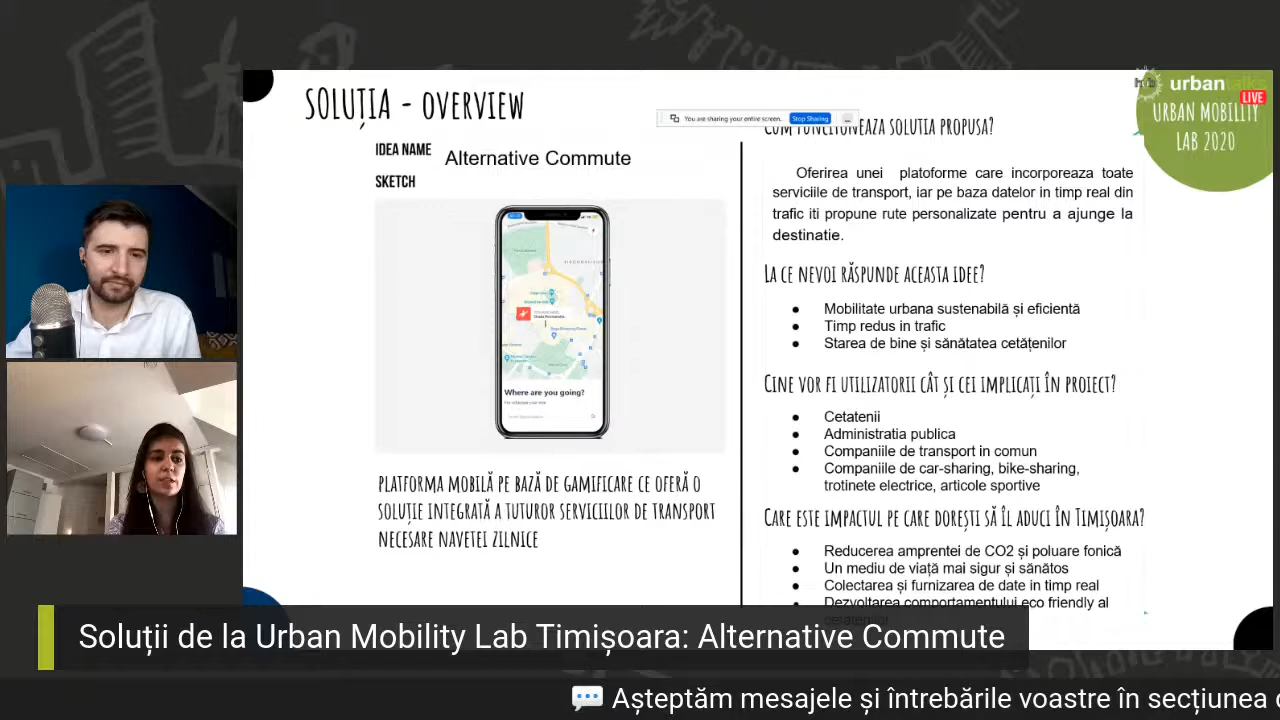 SOLUȚIA - OVERVIEW
IDEA NAME
Alternative Commute
SKETCH
Where are you going?
PLATFORMA MOBILĂ PE BAZĂ DE GAMIFICARE CE OFERĂ O
SOLUȚIE INTEGRATĂ A TUTUROR SERVICIILOR DE TRANSPORT
NECESARE NAVETEI ZILNICE
You are sharing your entire screen.
Stop Sharing
CUM FUNCITONEAZA SOLUTIA PROPUSA?
Oferirea unei platforme care incorporeaza toate
serviciile de transport, iar pe baza datelor in timp real din
trafic iti propune rute personalizate pentru a ajunge la
destinatie.
LA CE NEVOI RĂSPUNDE ACEASTA IDEE?
● Mobilitate urbana sustenabilă și eficientă
● Timp redus in trafic
● Starea de bine și sănătatea cetățenilor
CINE VOR FI UTILIZATORII CÂT ȘI CEI IMPLICAȚI ÎN PROIECT?
● Cetatenii
● Administratia publica
● Companiile de transport in comun
● Companiile de car-sharing, bike-sharing,
trotinete electrice, articole sportive
CARE ESTE IMPACTUL PE CARE DOREȘTI SĂ ÎL ADUCI ÎN TIMIȘOARA?
● Reducerea amprentei de CO2 și poluare fonică
● Un mediu de viață mai sigur și sănătos
● Colectarea și furnizarea de date in timp real
● Dezvoltarea comportamentului eco friendly al
cetatenilor
hub urbantalks
LIVE
URBAN MOBILITY
LAB 2020
Soluții de la Urban Mobility Lab Timișoara: Alternative Commute
💬 Așteptăm mesajele și întrebările voastre în secțiunea